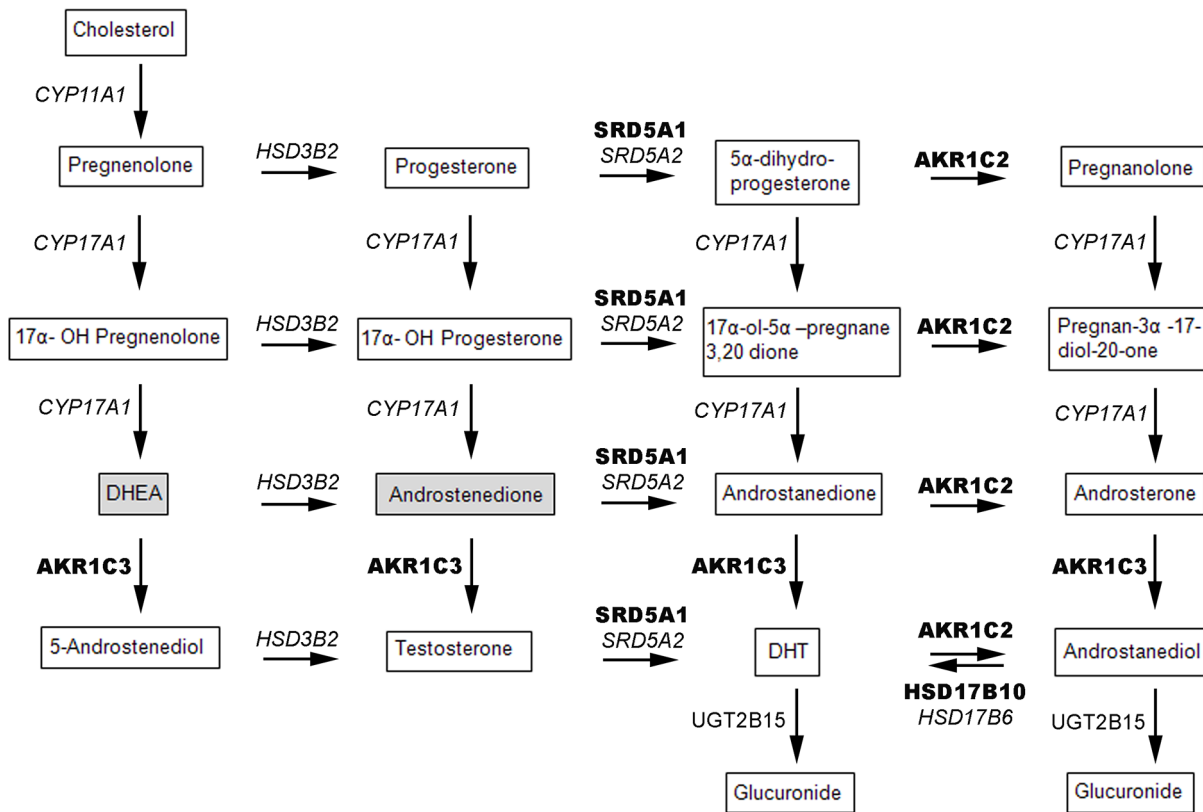 Cholesterol
CYP11A1
Pregnenolone
HSD3B2
Progesterone
SRD5A1
SRD5A2
5α-dihydro-
progesterone
AKR1C2
Pregnanolone
CYP17A1
CYP17A1
CYP17A1
CYP17A1
17α- OH Pregnenolone
HSD3B2
17α- OH Progesterone
SRD5A1
SRD5A2
17α-ol-5α –pregnane
3,20 dione
AKR1C2
Pregnan-3α -17-
diol-20-one
CYP17A1
CYP17A1
CYP17A1
CYP17A1
DHEA
HSD3B2
Androstenedione
SRD5A1
SRD5A2
Androstanedione
AKR1C2
Androsterone
AKR1C3
AKR1C3
AKR1C3
AKR1C3
5-Androstenediol
HSD3B2
Testosterone
SRD5A1
SRD5A2
DHT
AKR1C2
HSD17B10
HSD17B6
Androstanediol
UGT2B15
UGT2B15
Glucuronide
Glucuronide